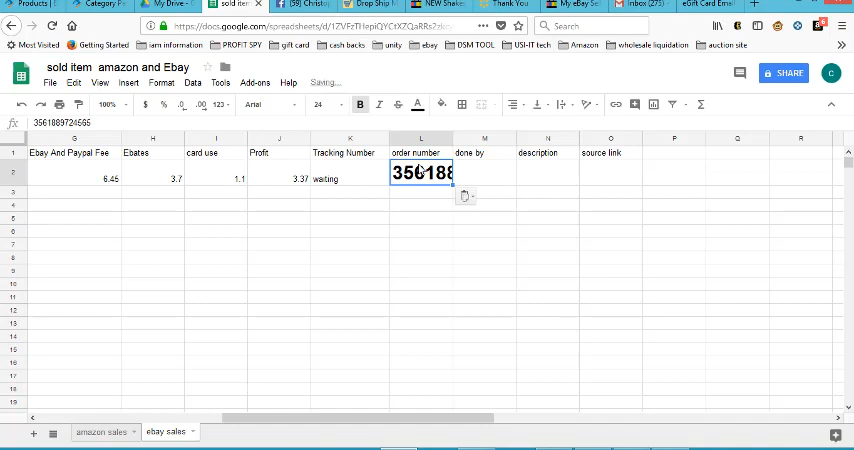 Products | B
Category Pr
My Drive - G
sold item
(59) Christop
Drop Ship M
NEW Shake
Thank You
My eBay Sel
Inbox (275)
eGift Card Email
https://docs.google.com/spreadsheets/d/1ZVFzTHepiQcYZQaRRs2zko
Search
Most Visited Getting Started iam information PROFIT SPY gift card cash backs unity ebay DSM TOOL USI-IT tech Amazon wholesale liquidation auction site
sold item amazon and Ebay
File Edit View Insert Format Data Tools Add-ons Help Saving...
SHARE
C
100% $ % .0 .00 123 Arial 24 B I S A
fx 3561889724565
G H I J K L M N O P Q R
1 Ebay And Paypal Fee Ebates card use Profit Tracking Number order number done by description source link
2 6.45 3.7 1.1 3.37 waiting 356188
3
4
5
6
7
8
9
10
11
12
13
14
15
16
17
18
19
amazon sales ebay sales